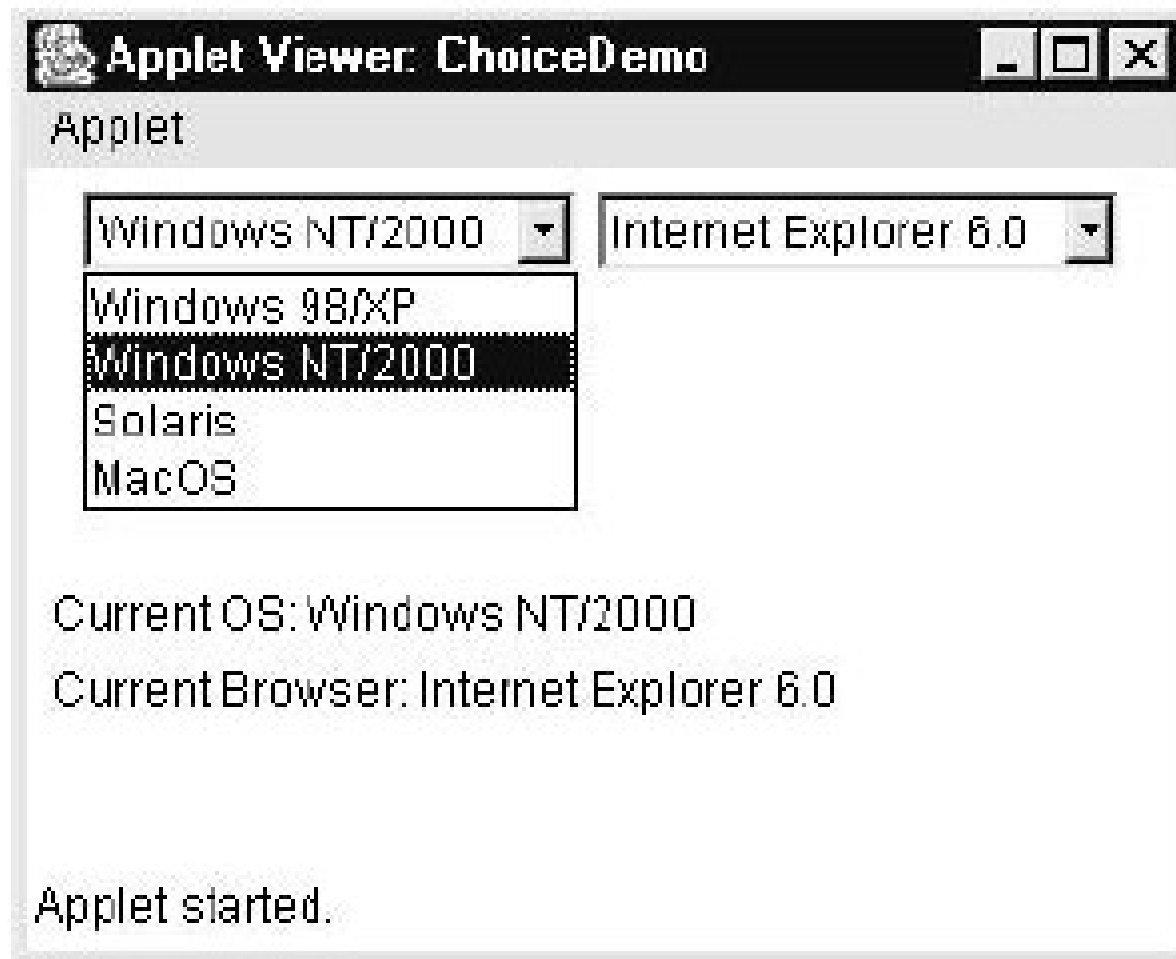 Applet Viewer: ChoiceDemo
Applet
Windows NT/2000
Internet Explorer 6.0
Windows 98/XP
Windows NT/2000
Solaris
MacOS
Current OS: Windows NT/2000
Current Browser: Internet Explorer 6.0
Applet started.